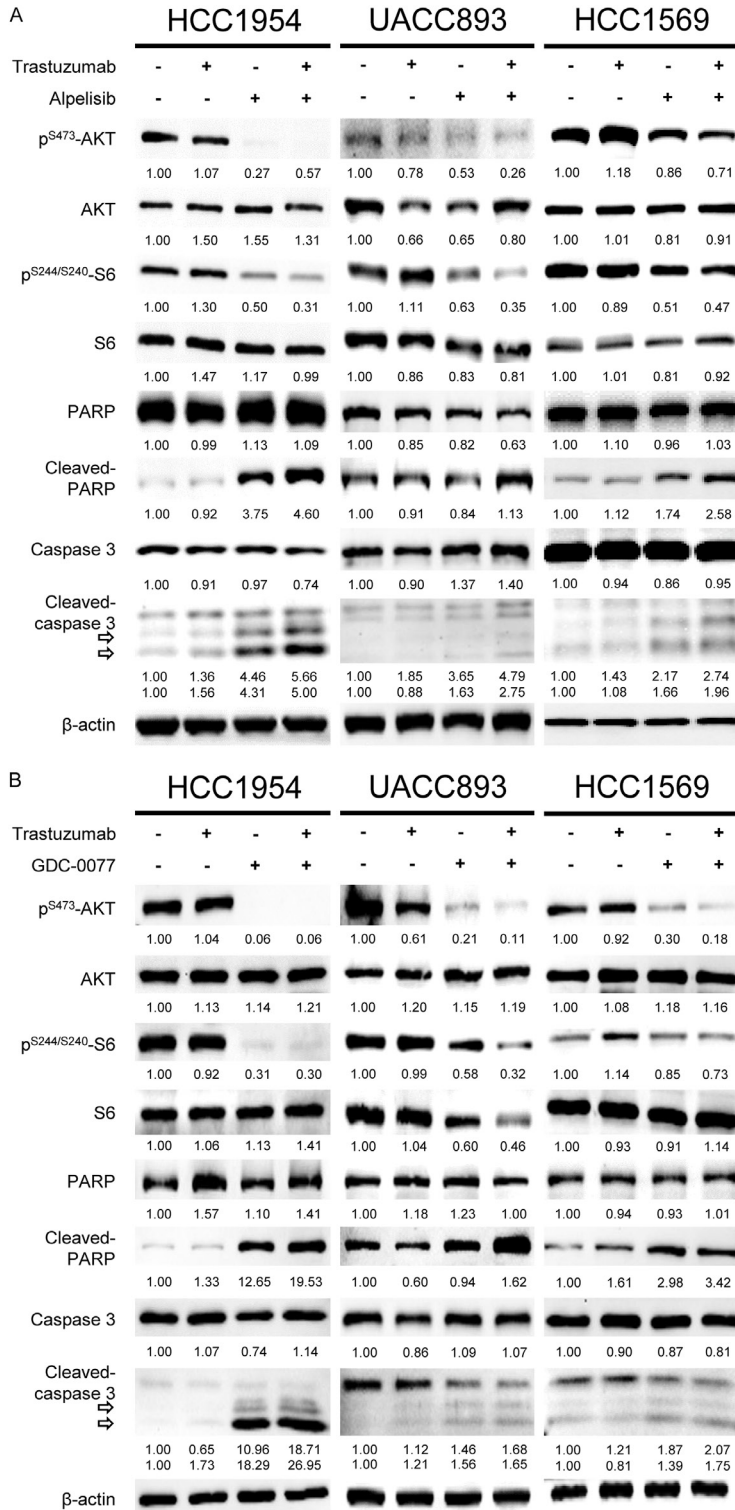 A
HCC1954 UACC893 HCC1569
Trastuzumab - + - + - + - + - + - +
Alpelisib - - + + - - + + - - + +
pS473-AKT
1.00 1.07 0.27 0.57 1.00 0.78 0.53 0.26 1.00 1.18 0.86 0.71
AKT
1.00 1.50 1.55 1.31 1.00 0.66 0.65 0.80 1.00 1.01 0.81 0.91
pS244/S240-S6
1.00 1.30 0.50 0.31 1.00 1.11 0.63 0.35 1.00 0.89 0.51 0.47
S6
1.00 1.47 1.17 0.99 1.00 0.86 0.83 0.81 1.00 1.01 0.81 0.92
PARP
1.00 0.99 1.13 1.09 1.00 0.85 0.82 0.63 1.00 1.10 0.96 1.03
Cleaved-
PARP
1.00 0.92 3.75 4.60 1.00 0.91 0.84 1.13 1.00 1.12 1.74 2.58
Caspase 3
1.00 0.91 0.97 0.74 1.00 0.90 1.37 1.40 1.00 0.94 0.86 0.95
Cleaved-
caspase 3
1.00 1.36 4.46 5.66 1.00 1.85 3.65 4.79 1.00 1.43 2.17 2.74
1.00 1.56 4.31 5.00 1.00 0.88 1.63 2.75 1.00 1.08 1.66 1.96
β-actin
B
HCC1954 UACC893 HCC1569
Trastuzumab - + - + - + - + - + - +
GDC-0077 - - + + - - + + - - + +
pS473-AKT
1.00 1.04 0.06 0.06 1.00 0.61 0.21 0.11 1.00 0.92 0.30 0.18
AKT
1.00 1.13 1.14 1.21 1.00 1.20 1.15 1.19 1.00 1.08 1.18 1.16
pS244/S240-S6
1.00 0.92 0.31 0.30 1.00 0.99 0.58 0.32 1.00 1.14 0.85 0.73
S6
1.00 1.06 1.13 1.41 1.00 1.04 0.60 0.46 1.00 0.93 0.91 1.14
PARP
1.00 1.57 1.10 1.41 1.00 1.18 1.23 1.00 1.00 0.94 0.93 1.01
Cleaved-
PARP
1.00 1.33 12.65 19.53 1.00 0.60 0.94 1.62 1.00 1.61 2.98 3.42
Caspase 3
1.00 1.07 0.74 1.14 1.00 0.86 1.09 1.07 1.00 0.90 0.87 0.81
Cleaved-
caspase 3
1.00 0.65 10.96 18.71 1.00 1.12 1.46 1.68 1.00 1.21 1.87 2.07
1.00 1.73 18.29 26.95 1.00 1.21 1.56 1.65 1.00 0.81 1.39 1.75
β-actin